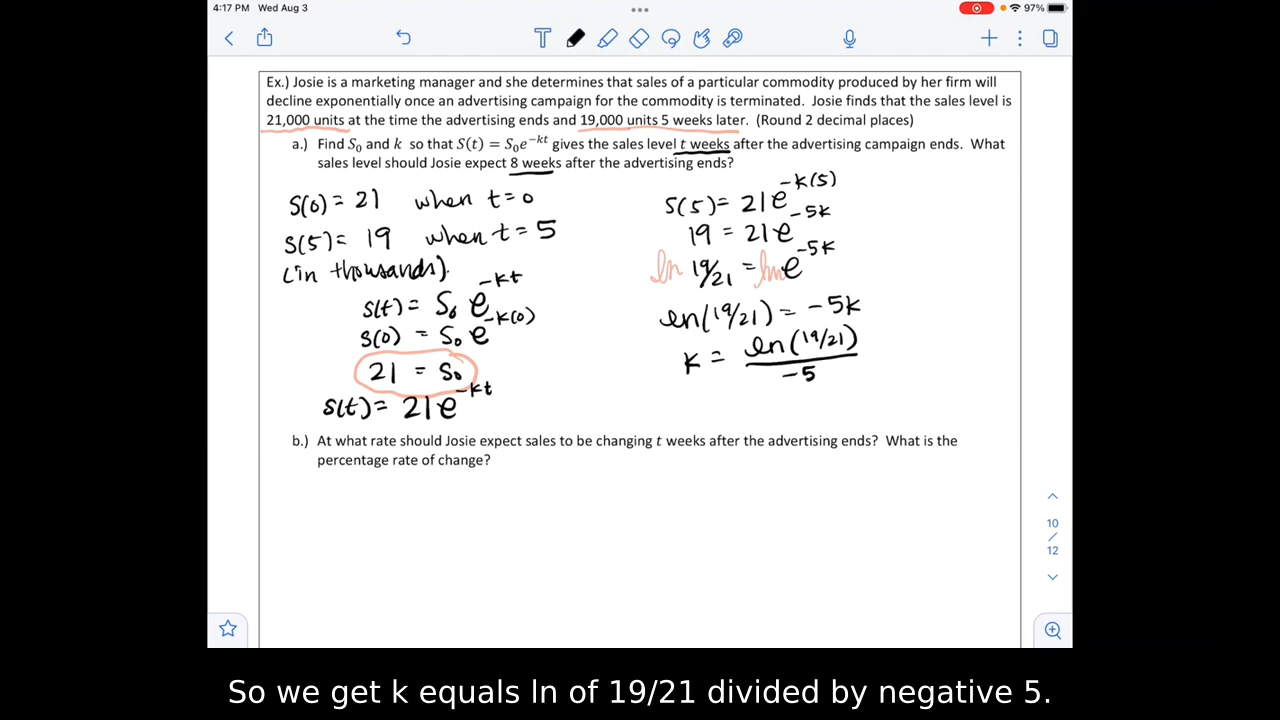 4:17 PM Wed Aug 3
97%
T
Ex.) Josie is a marketing manager and she determines that sales of a particular commodity produced by her firm will
decline exponentially once an advertising campaign for the commodity is terminated. Josie finds that the sales level is
21,000 units at the time the advertising ends and 19,000 units 5 weeks later. (Round 2 decimal places)
a.) Find S₀ and k so that S(t) = S₀e^{-kt} gives the sales level t weeks after the advertising campaign ends. What
sales level should Josie expect 8 weeks after the advertising ends?
S(0) = 21 when t = 0
S(5) = 19 when t = 5
(in thousands).
S(t) = S₀ e^{-kt}
S(0) = S₀ e^{-k(0)}
21 = S₀
S(t) = 21e^{-kt}
S(5) = 21e^{-k(5)}
19 = 21e^{-5k}
ln 19/21 = ln e^{-5k}
ln(19/21) = -5k
k = ln(19/21) / -5
b.) At what rate should Josie expect sales to be changing t weeks after the advertising ends? What is the
percentage rate of change?
10
/
12
So we get k equals ln of 19/21 divided by negative 5.